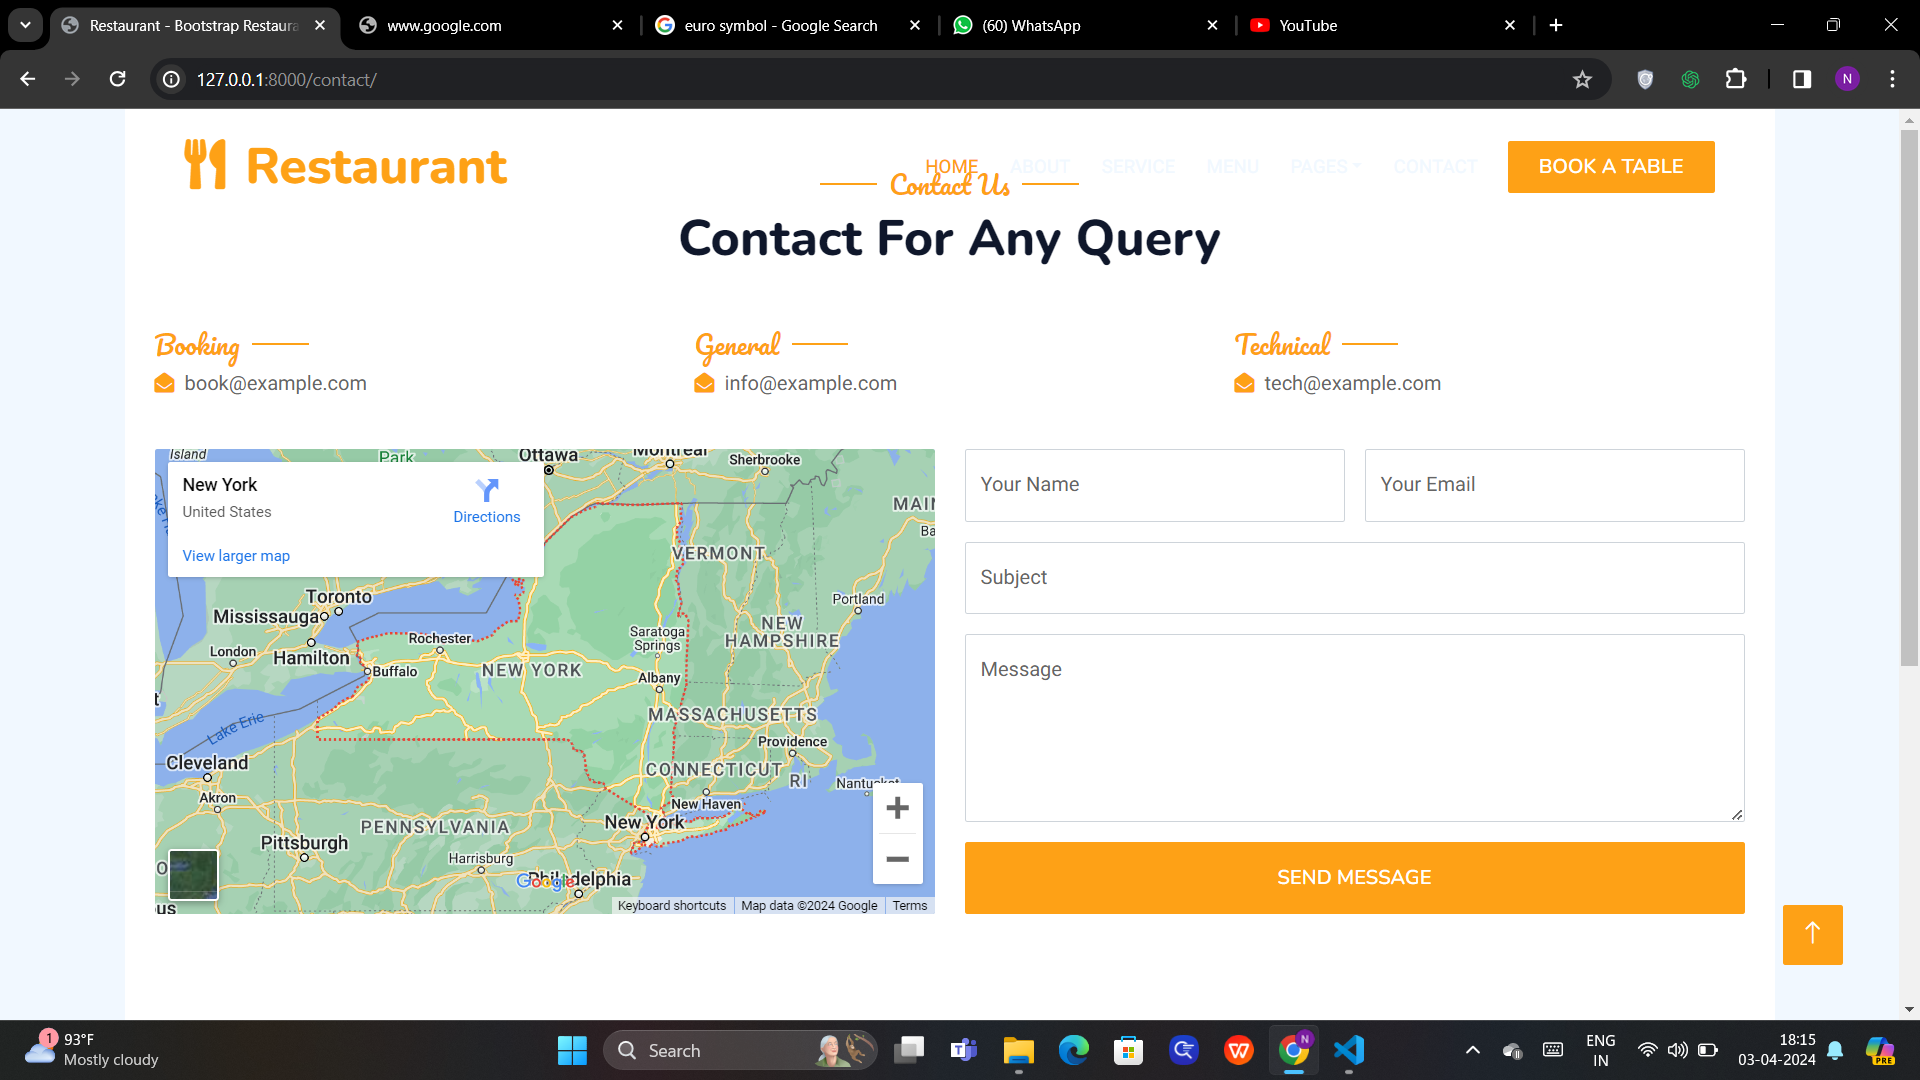 Restaurant - Bootstrap Restaura
www.google.com
euro symbol - Google Search
(60) WhatsApp
YouTube
127.0.0.1:8000/contact/
N
Restaurant
HOME
ABOUT
SERVICE
MENU
PAGES
CONTACT
BOOK A TABLE
Contact Us
Contact For Any Query
Booking
book@example.com
General
info@example.com
Technical
tech@example.com
Island
Park
Ottawa
Montréal
Sherbrooke
New York
United States
Directions
View larger map
MAIN
Ba
VERMONT
Toronto
Mississauga
Portland
Rochester
Saratoga
Springs
NEW
HAMPSHIRE
London
Hamilton
Buffalo
NEW YORK
Albany
MASSACHUSETTS
Lake Erie
Providence
Cleveland
CONNECTICUT
RI
Nantucket
Akron
New Haven
New York
PENNSYLVANIA
Pittsburgh
Harrisburg
Philadelphia
Google
O
us
Keyboard shortcuts
Map data ©2024 Google
Terms
Your Name
Your Email
Subject
Message
SEND MESSAGE
1
93°F
Mostly cloudy
Search
N
ENG
IN
18:15
03-04-2024
PRE